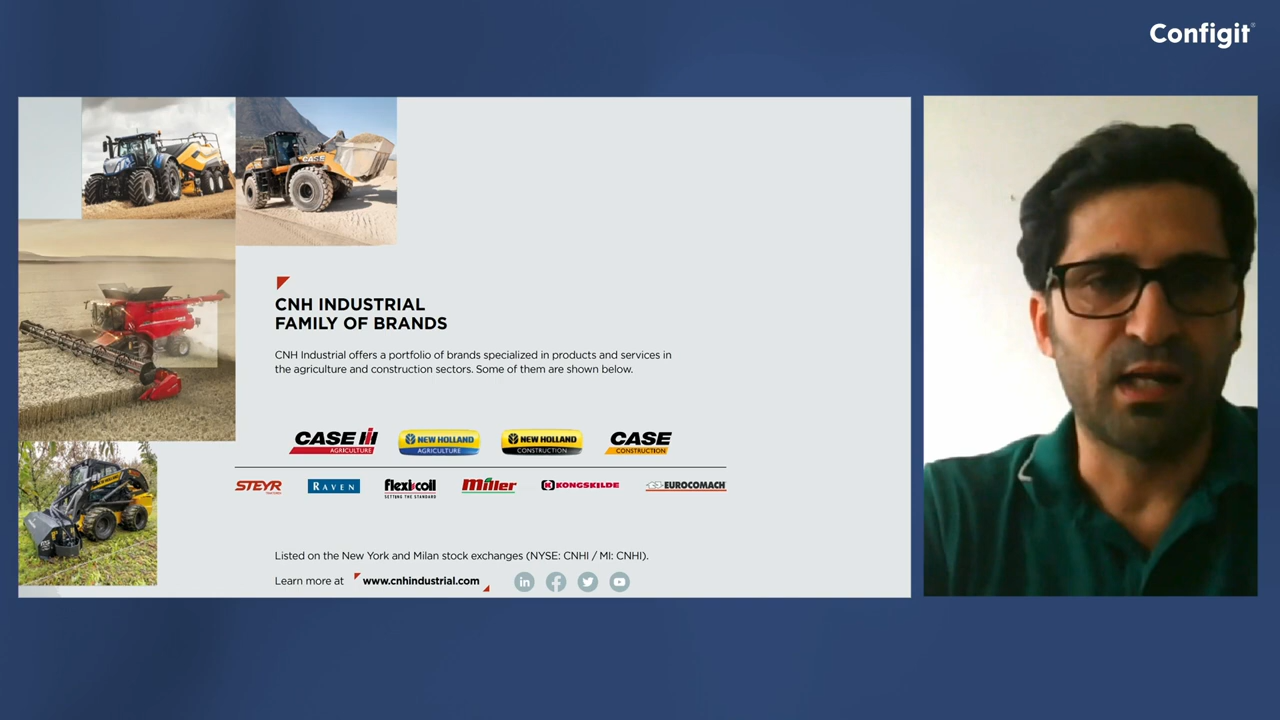 Configit
CASE
CNH INDUSTRIAL
FAMILY OF BRANDS
CNH Industrial offers a portfolio of brands specialized in products and services in
the agriculture and construction sectors. Some of them are shown below.
CASE IH AGRICULTURE
NEW HOLLAND AGRICULTURE
NEW HOLLAND CONSTRUCTION
CASE CONSTRUCTION
STEYR
RAVEN
flexi-coil SETTING THE STANDARD
Miller
KONGSKILDE
EUROCOMACH
Listed on the New York and Milan stock exchanges (NYSE: CNHI / MI: CNHI).
Learn more at www.cnhindustrial.com